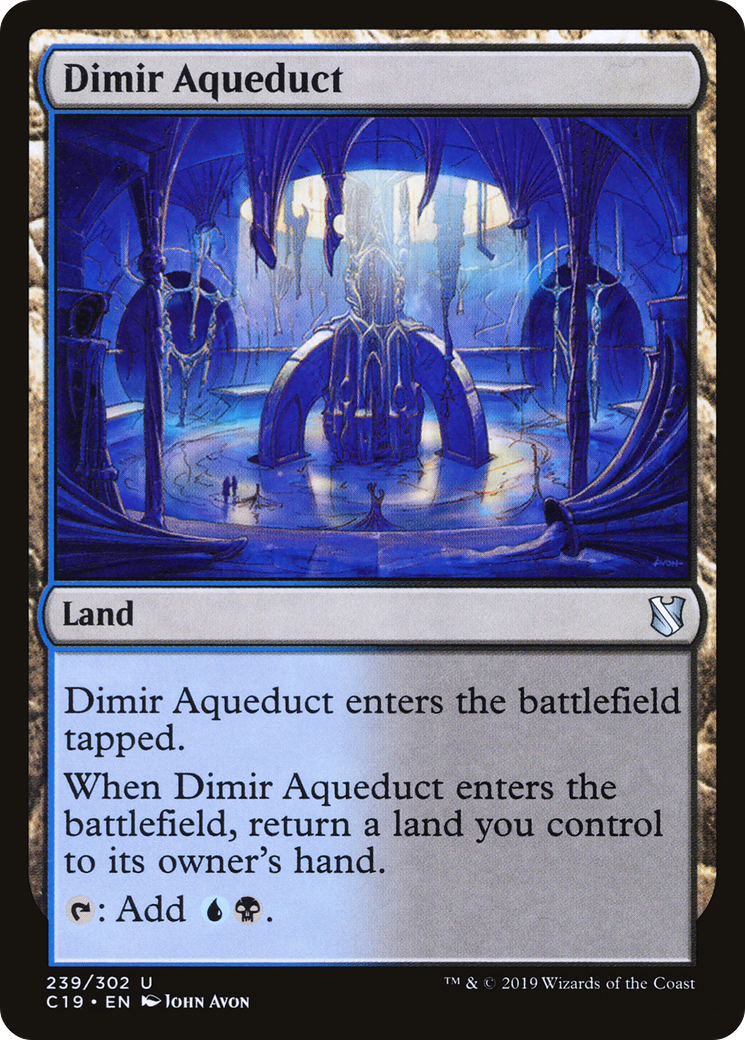 Dimir Aqueduct
AVON
Land
Dimir Aqueduct enters the battlefield
tapped.
When Dimir Aqueduct enters the
battlefield, return a land you control
to its owner's hand.
: Add .
239/302 U
C19 • EN John Avon
™ & © 2019 Wizards of the Coast